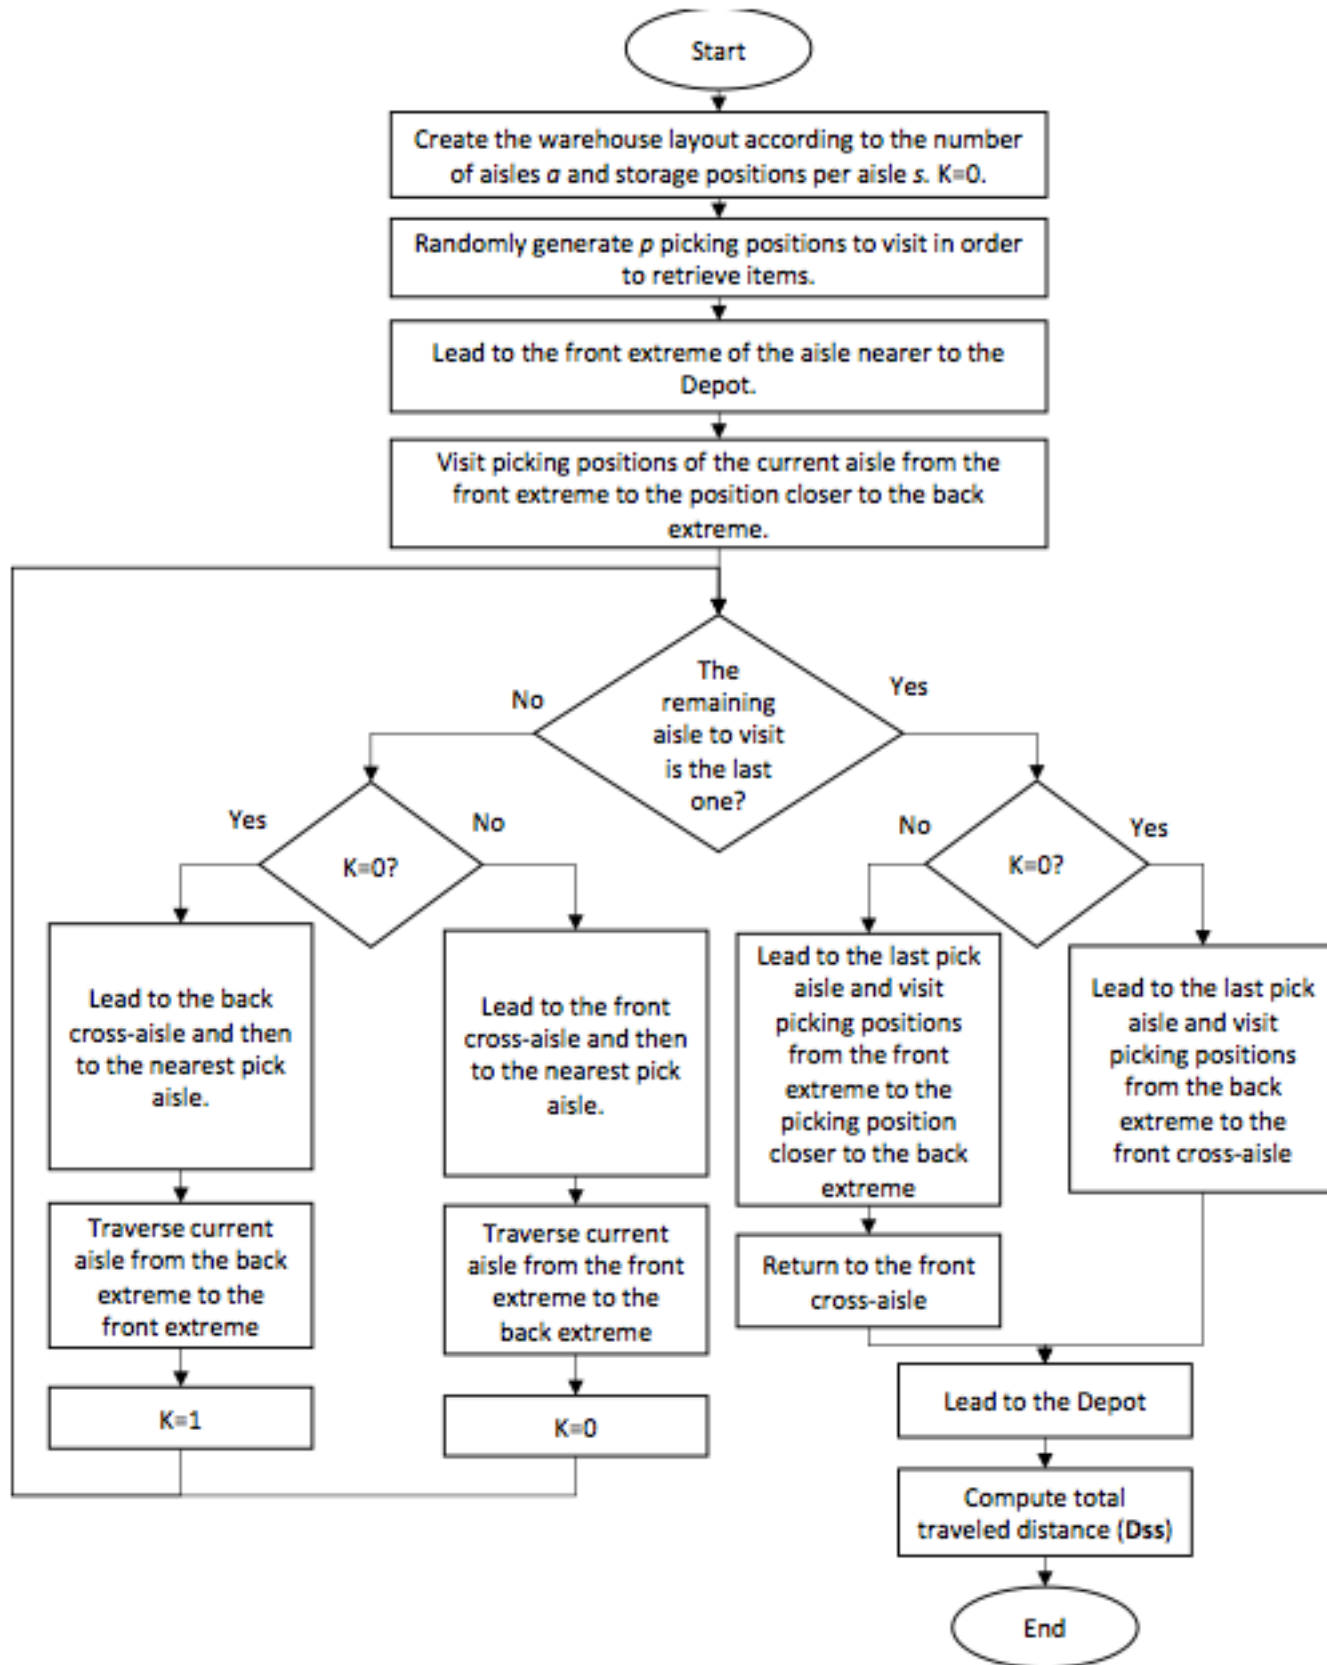 Start
Create the warehouse layout according to the number
of aisles a and storage positions per aisle s. K=0.
Randomly generate p picking positions to visit in order
to retrieve items.
Lead to the front extreme of the aisle nearer to the
Depot.
Visit picking positions of the current aisle from the
front extreme to the position closer to the back
extreme.
The
remaining
aisle to visit
is the last
one?
No
Yes
K=0?
Yes
No
K=0?
No
Yes
Lead to the back
cross-aisle and then
to the nearest pick
aisle.
Traverse current
aisle from the back
extreme to the
front extreme
K=1
Lead to the front
cross-aisle and then
to the nearest pick
aisle.
Traverse current
aisle from the front
extreme to the
back extreme
K=0
Lead to the last pick
aisle and visit
picking positions
from the front
extreme to the
picking position
closer to the back
extreme
Return to the front
cross-aisle
Lead to the last pick
aisle and visit
picking positions
from the back
extreme to the
front cross-aisle
Lead to the Depot
Compute total
traveled distance (Dss)
End